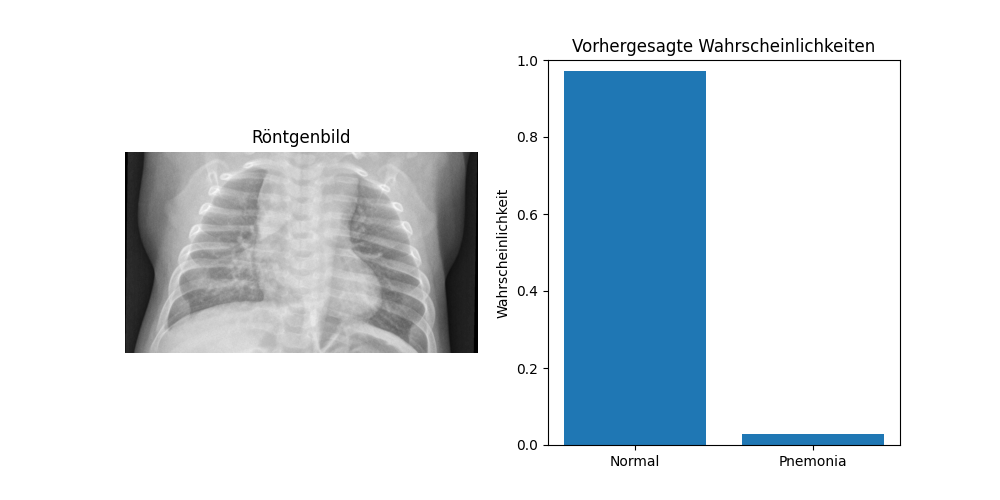 Röntgenbild
Vorhergesagte Wahrscheinlichkeiten
Wahrscheinlichkeit
1.0
0.8
0.6
0.4
0.2
0.0
Normal
Pnemonia